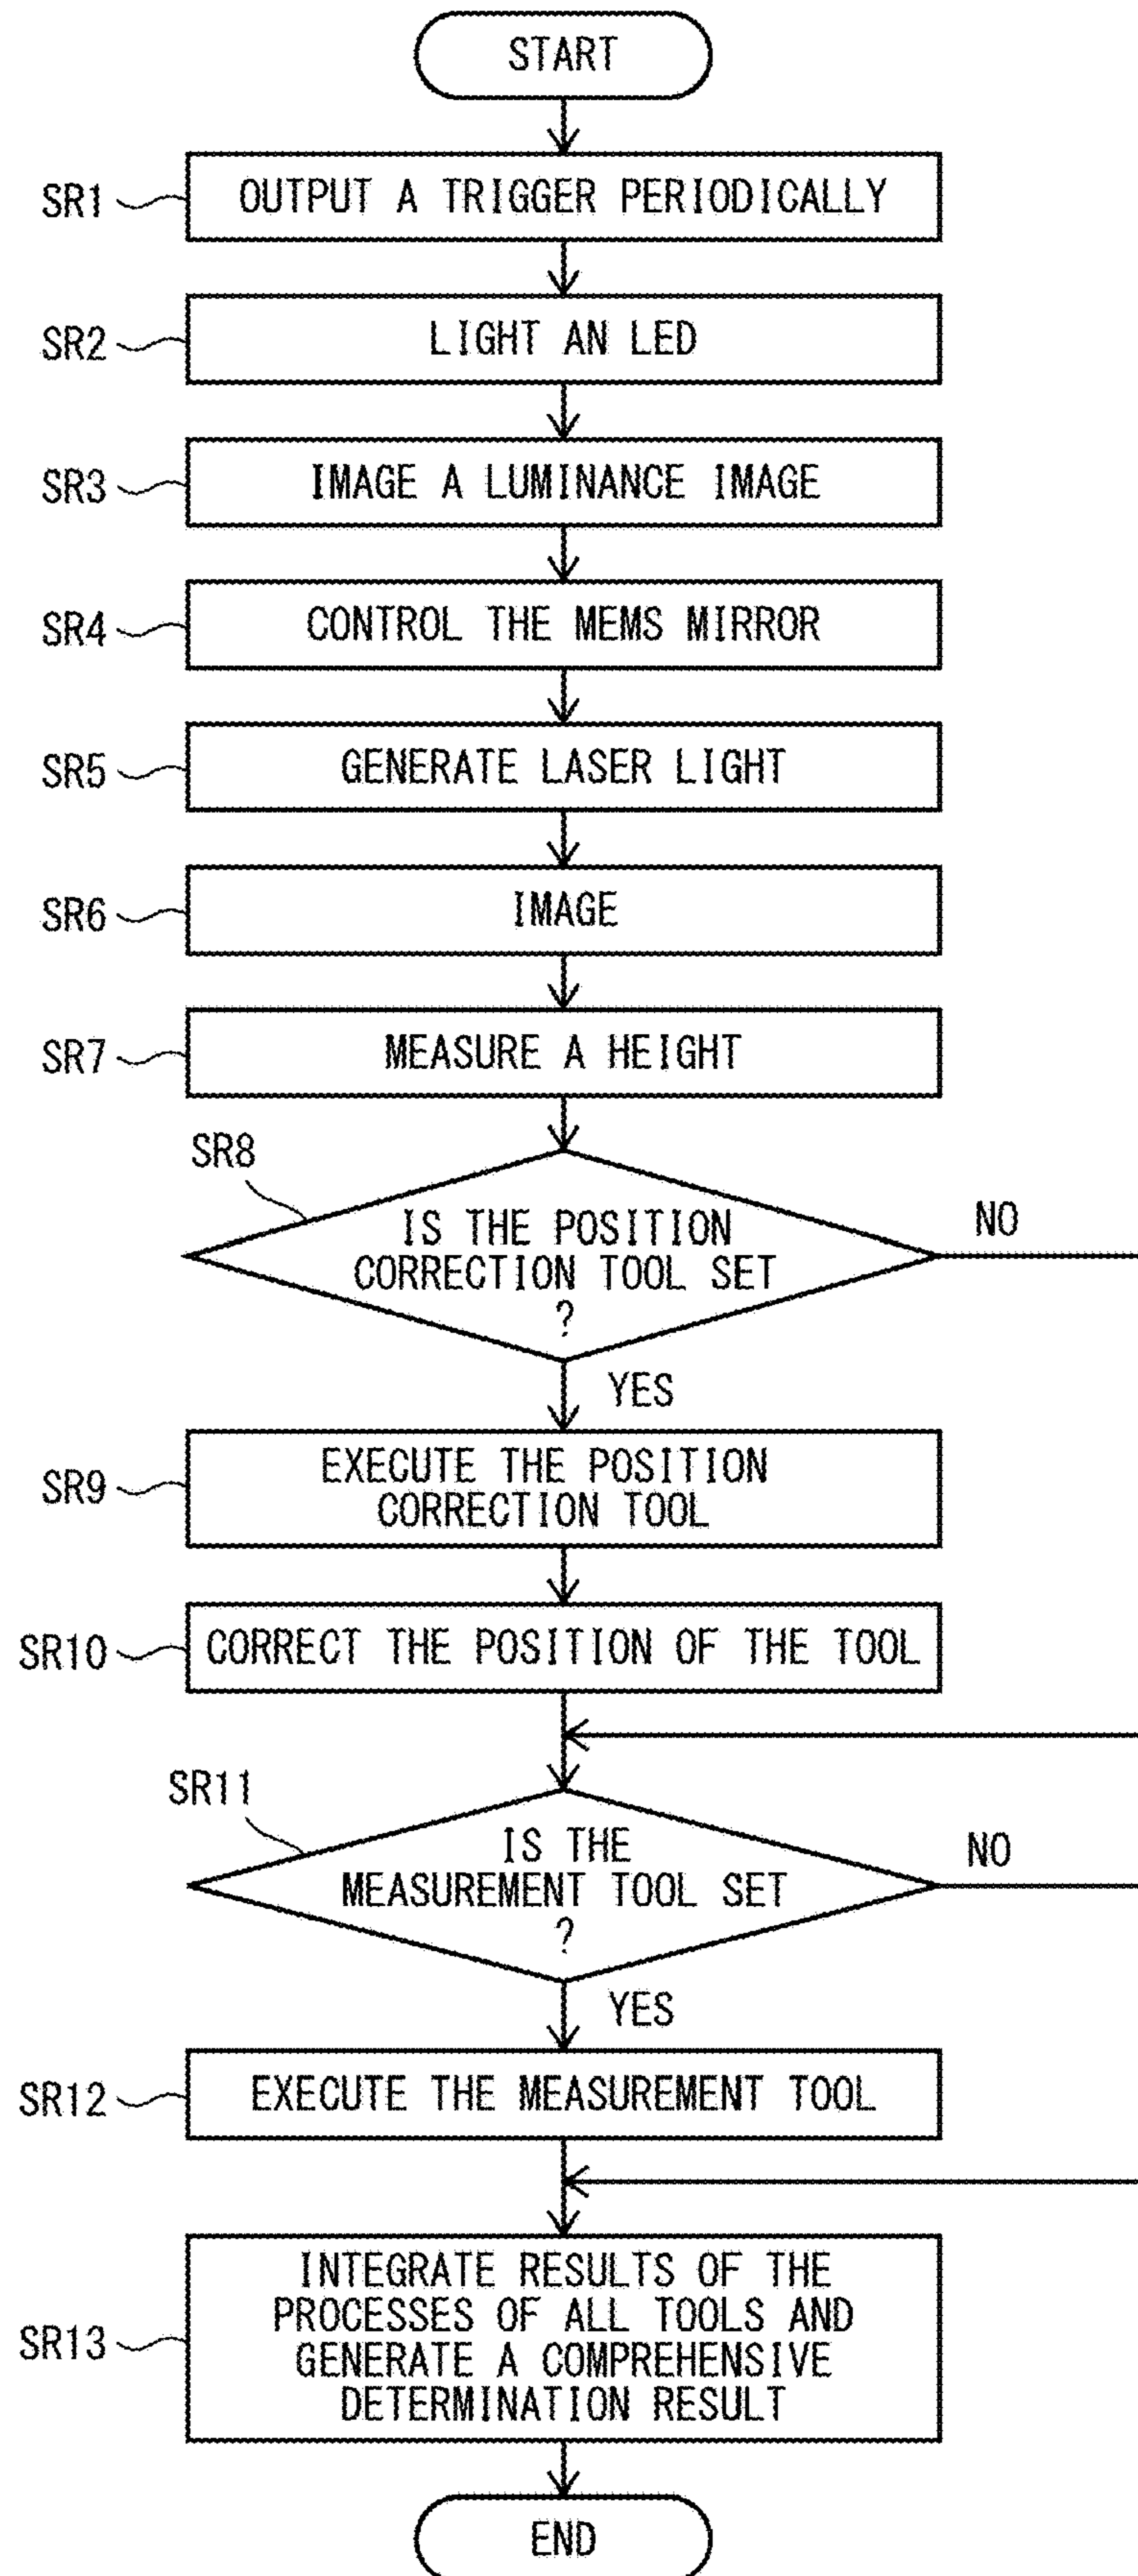 START
SR1
OUTPUT A TRIGGER PERIODICALLY
SR2
LIGHT AN LED
SR3
IMAGE A LUMINANCE IMAGE
SR4
CONTROL THE MEMS MIRROR
SR5
GENERATE LASER LIGHT
SR6
IMAGE
SR7
MEASURE A HEIGHT
SR8
IS THE POSITION
CORRECTION TOOL SET
?
NO
YES
SR9
EXECUTE THE POSITION
CORRECTION TOOL
SR10
CORRECT THE POSITION OF THE TOOL
SR11
IS THE
MEASUREMENT TOOL SET
?
NO
YES
SR12
EXECUTE THE MEASUREMENT TOOL
SR13
INTEGRATE RESULTS OF THE
PROCESSES OF ALL TOOLS AND
GENERATE A COMPREHENSIVE
DETERMINATION RESULT
END